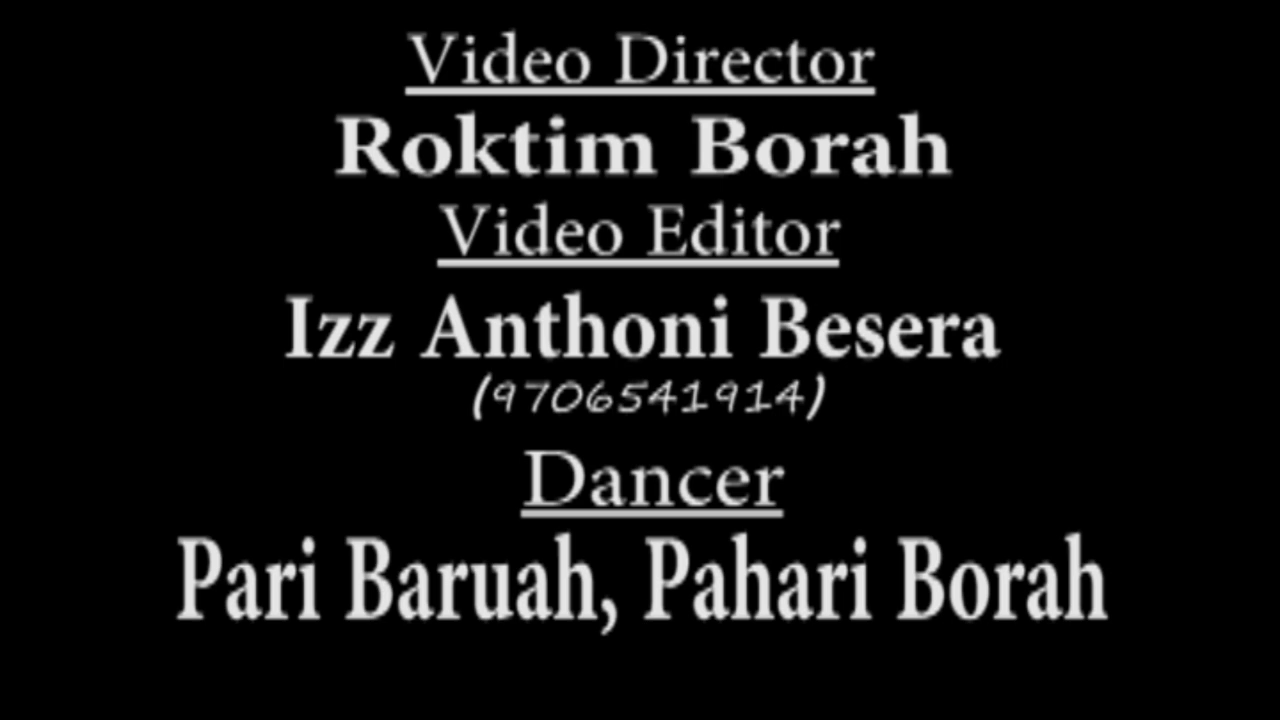 Video Director
Roktim Borah
Video Editor
Izz Anthoni Besera
(9706541914)
Dancer
Pari Baruah, Pahari Borah